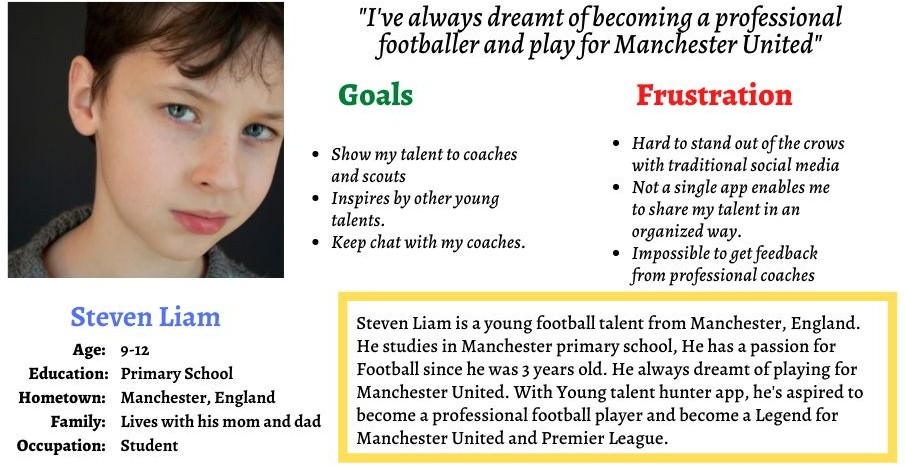 "I've always dreamt of becoming a professional
footballer and play for Manchester United"
Goals
Show my talent to coaches
and scouts
Inspires by other young
talents.
Keep chat with my coaches.
Frustration
Hard to stand out of the crows
with traditional social media
Not a single app enables me
to share my talent in an
organized way.
Impossible to get feedback
from professional coaches
Steven Liam
Age: 9-12
Education: Primary School
Hometown: Manchester, England
Family: Lives with his mom and dad
Occupation: Student
Steven Liam is a young football talent from Manchester, England.
He studies in Manchester primary school, He has a passion for
Football since he was 3 years old. He always dreamt of playing for
Manchester United. With Young talent hunter app, he's aspired to
become a professional football player and become a Legend for
Manchester United and Premier League.